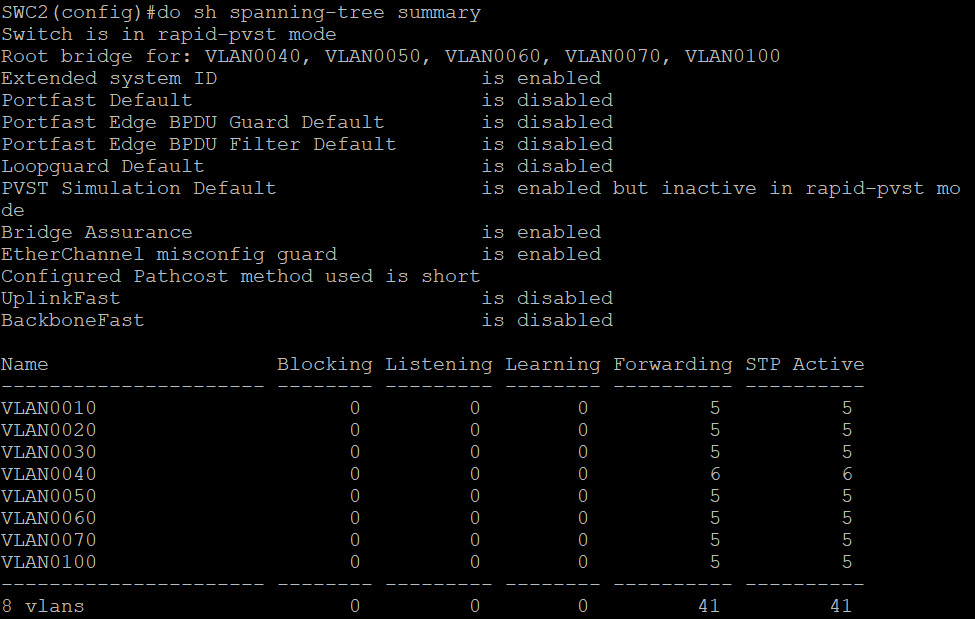 SWC2(config)#do sh spanning-tree summary
Switch is in rapid-pvst mode
Root bridge for: VLAN0040, VLAN0050, VLAN0060, VLAN0070, VLAN0100
Extended system ID                      is enabled
Portfast Default                        is disabled
Portfast Edge BPDU Guard Default        is disabled
Portfast Edge BPDU Filter Default       is disabled
Loopguard Default                       is disabled
PVST Simulation Default                 is enabled but inactive in rapid-pvst mo
de
Bridge Assurance                        is enabled
EtherChannel misconfig guard            is enabled
Configured Pathcost method used is short
UplinkFast                              is disabled
BackboneFast                            is disabled

Name                   Blocking Listening Learning Forwarding STP Active
---------------------- -------- --------- -------- ---------- ----------
VLAN0010                     0         0        0          5          5
VLAN0020                     0         0        0          5          5
VLAN0030                     0         0        0          5          5
VLAN0040                     0         0        0          6          6
VLAN0050                     0         0        0          5          5
VLAN0060                     0         0        0          5          5
VLAN0070                     0         0        0          5          5
VLAN0100                     0         0        0          5          5
---------------------- -------- --------- -------- ---------- ----------
8 vlans                      0         0        0         41         41